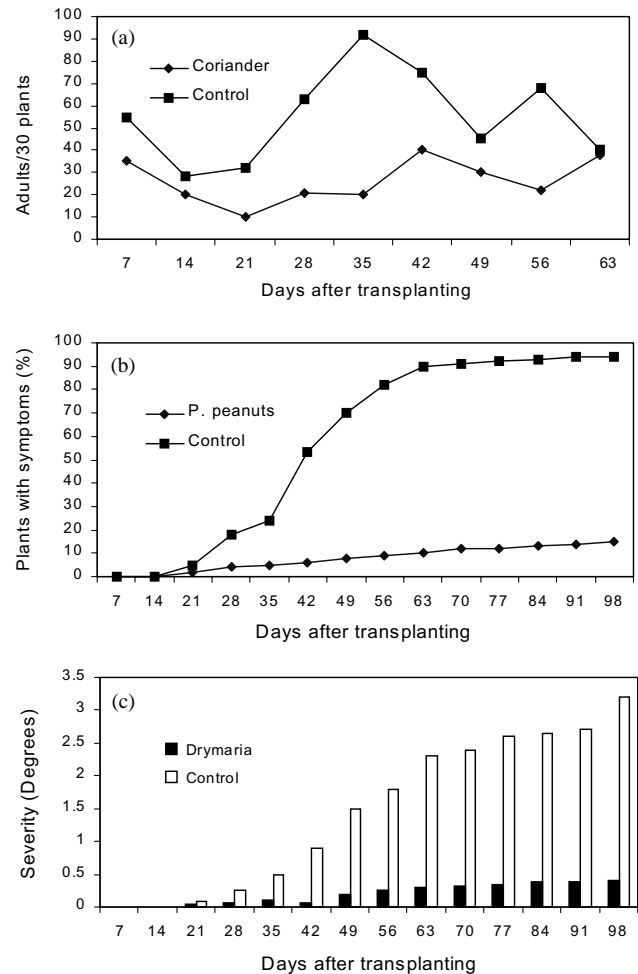 100
90
80
70
60
50
40
30
20
10
0
Adults/30 plants
(a)
Coriander
Control
7 14 21 28 35 42 49 56 63
Days after transplanting
100
90
80
70
60
50
40
30
20
10
0
Plants with symptoms (%)
(b)
P. peanuts
Control
7 14 21 28 35 42 49 56 63 70 77 84 91 98
Days after transplanting
3.5
3
2.5
2
1.5
1
0.5
0
Severity (Degrees)
(c)
Drymaria
Control
7 14 21 28 35 42 49 56 63 70 77 84 91 98
Days after transplanting